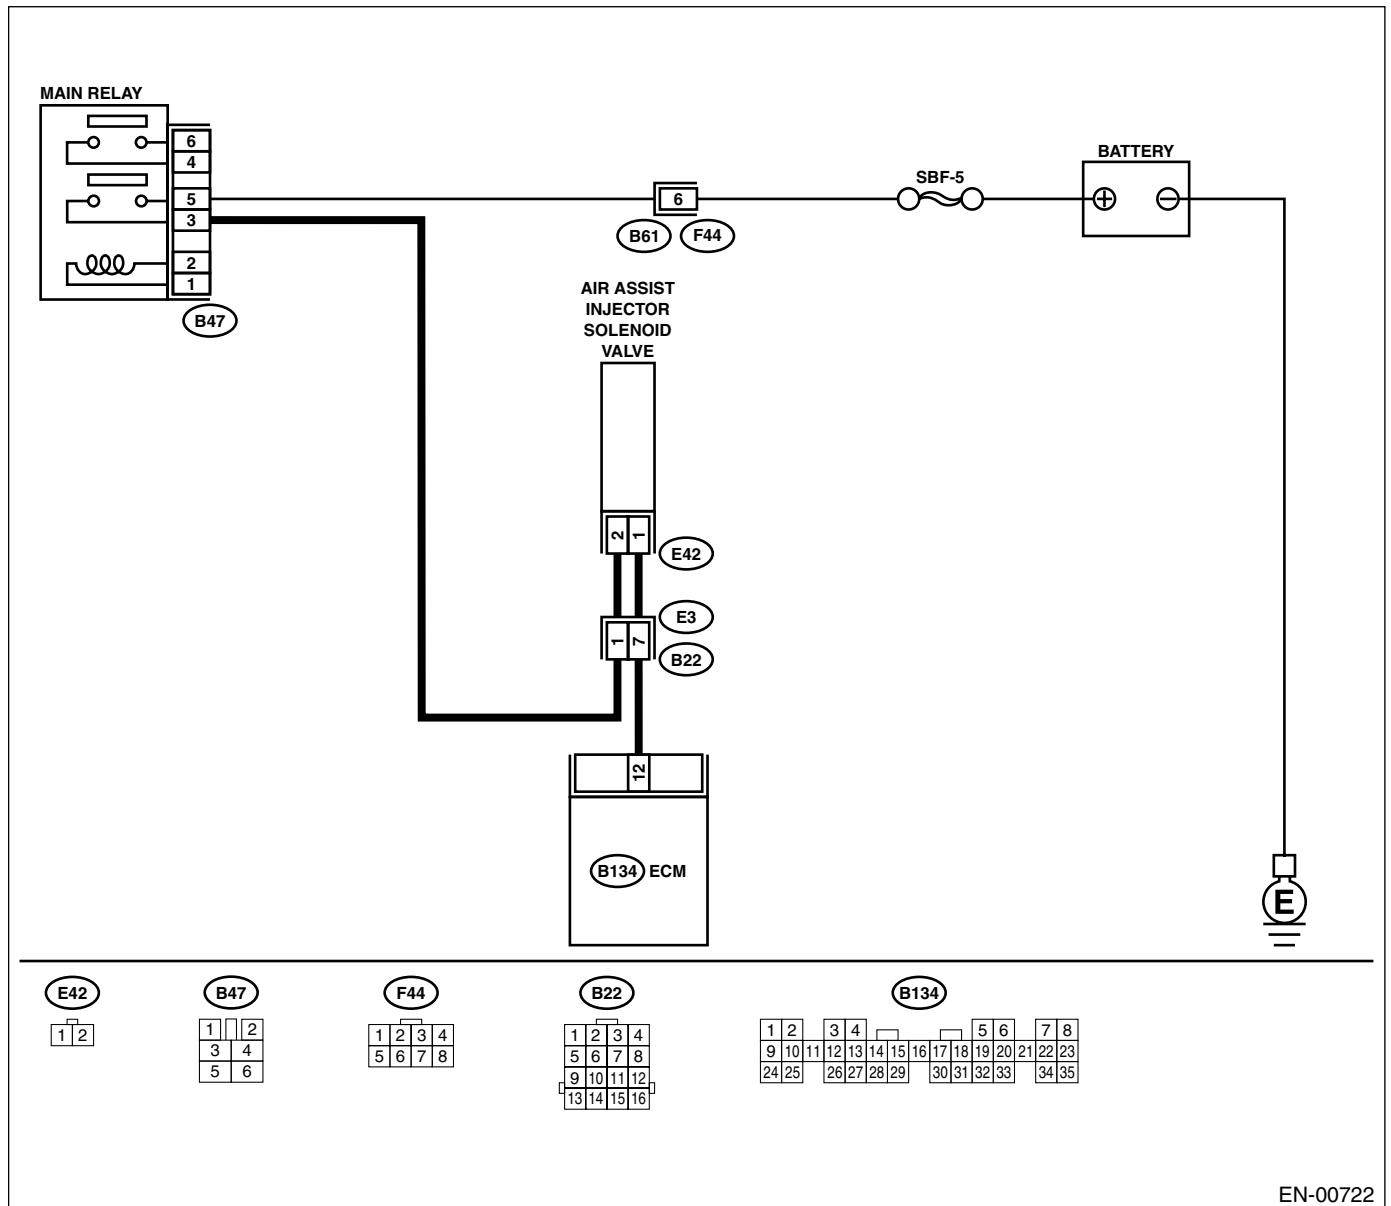 MAIN RELAY
6
4
5
3
2
1
B47
6
B61 F44
SBF-5
BATTERY
+ −
AIR ASSIST
INJECTOR
SOLENOID
VALVE
2 1
E42
E3
1 7
B22
12
B134 ECM
E
E42
1 2
B47
1 2
3 4
5 6
F44
1 2 3 4
5 6 7 8
B22
1 2 3 4
5 6 7 8
9 10 11 12
13 14 15 16
B134
1 2 3 4 5 6 7 8
9 10 11 12 13 14 15 16 17 18 19 20 21 22 23
24 25 26 27 28 29 30 31 32 33 34 35
EN-00722